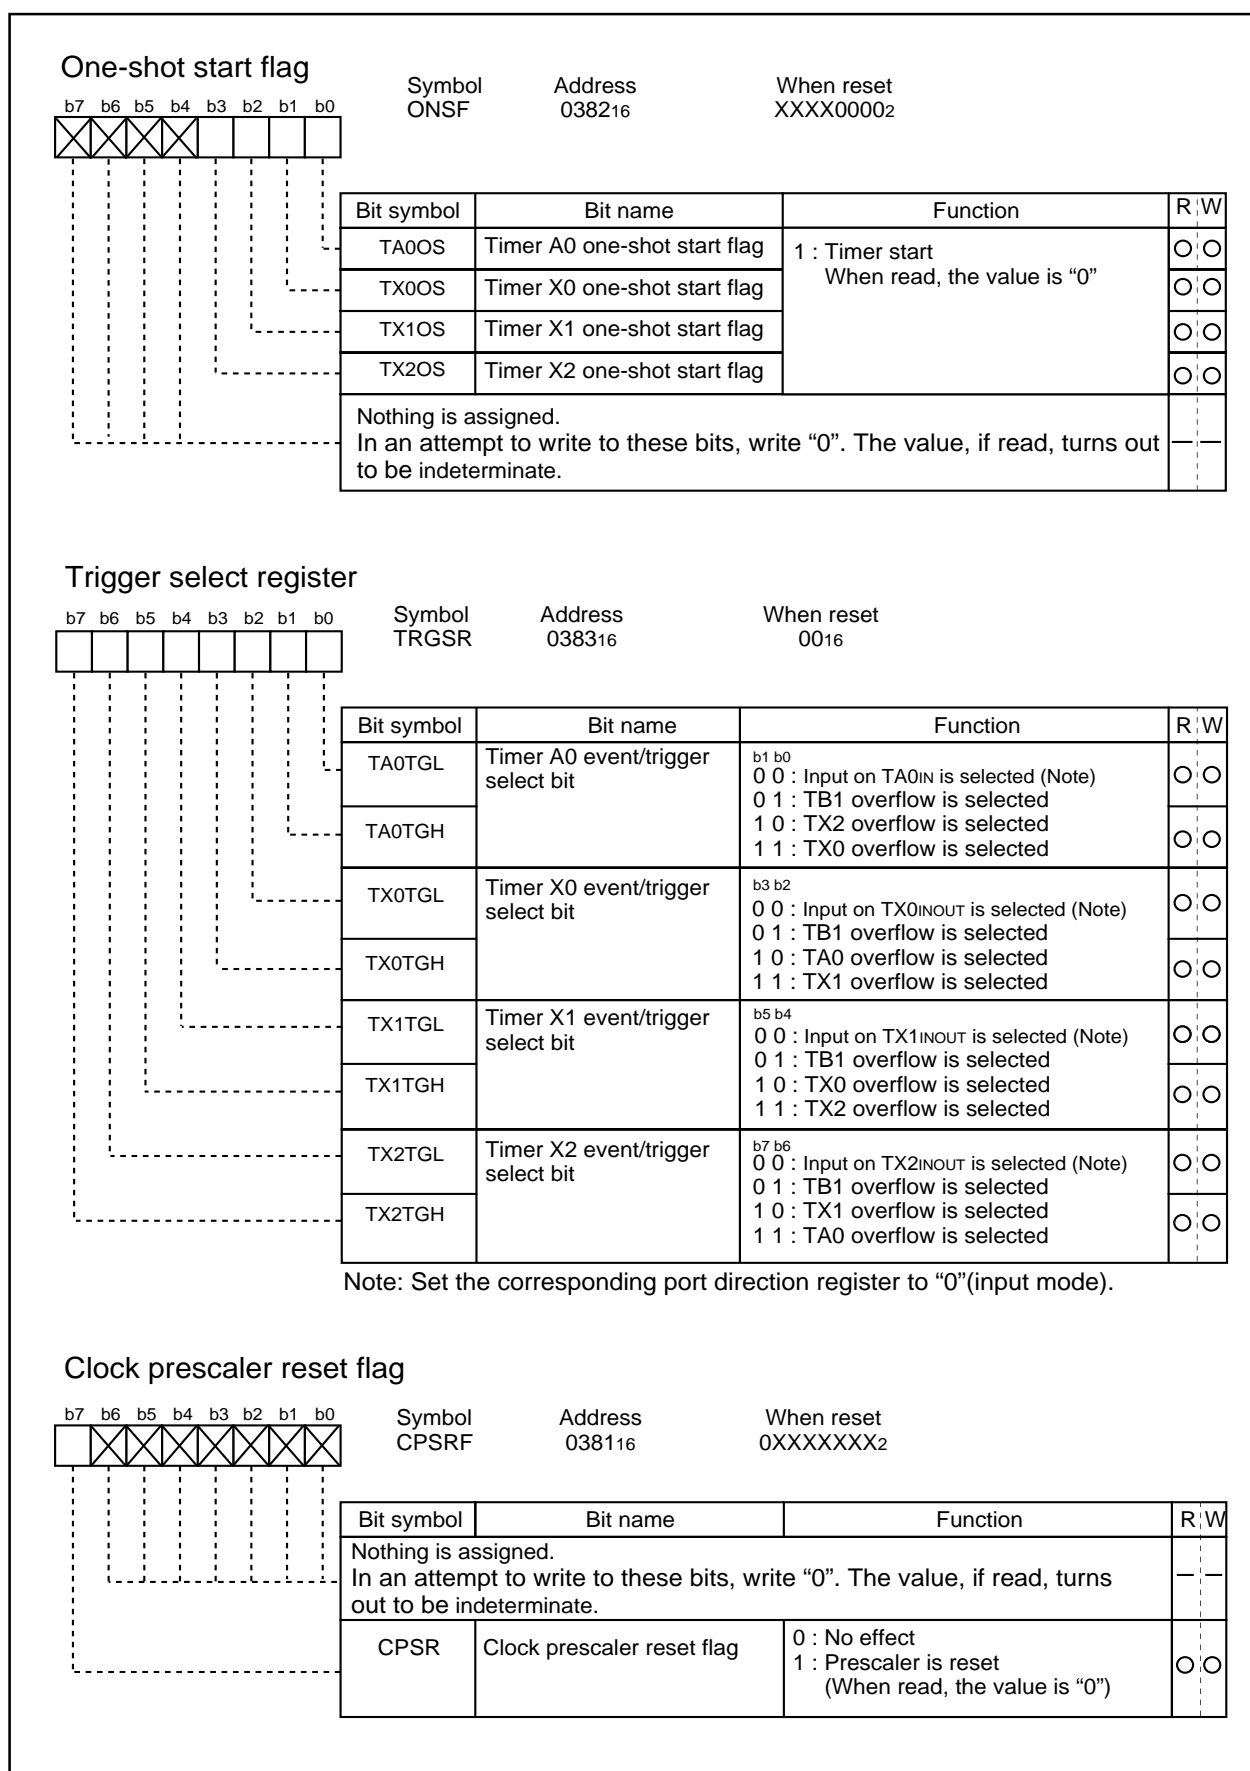 One-shot start flag
Symbol Address When reset
ONSF 038216 XXXX00002
b7 b6 b5 b4 b3 b2 b1 b0
Bit symbol Bit name Function R W
TA0OS Timer A0 one-shot start flag 1 : Timer start
When read, the value is “0”
TX0OS Timer X0 one-shot start flag
TX1OS Timer X1 one-shot start flag
TX2OS Timer X2 one-shot start flag
Nothing is assigned.
In an attempt to write to these bits, write “0”. The value, if read, turns out
to be indeterminate.
Trigger select register
Symbol Address When reset
TRGSR 038316 0016
b7 b6 b5 b4 b3 b2 b1 b0
Bit symbol Bit name Function R W
TA0TGL Timer A0 event/trigger
select bit
TA0TGH
b1 b0
0 0 : Input on TA0IN is selected (Note)
0 1 : TB1 overflow is selected
1 0 : TX2 overflow is selected
1 1 : TX0 overflow is selected
TX0TGL Timer X0 event/trigger
select bit
TX0TGH
b3 b2
0 0 : Input on TX0INOUT is selected (Note)
0 1 : TB1 overflow is selected
1 0 : TA0 overflow is selected
1 1 : TX1 overflow is selected
TX1TGL Timer X1 event/trigger
select bit
TX1TGH
b5 b4
0 0 : Input on TX1INOUT is selected (Note)
0 1 : TB1 overflow is selected
1 0 : TX0 overflow is selected
1 1 : TX2 overflow is selected
TX2TGL Timer X2 event/trigger
select bit
TX2TGH
b7 b6
0 0 : Input on TX2INOUT is selected (Note)
0 1 : TB1 overflow is selected
1 0 : TX1 overflow is selected
1 1 : TA0 overflow is selected
Note: Set the corresponding port direction register to “0”(input mode).
Clock prescaler reset flag
b7 b6 b5 b4 b3 b2 b1 b0
Symbol Address When reset
CPSRF 038116 0XXXXXXX2
Bit symbol Bit name Function R W
Nothing is assigned.
In an attempt to write to these bits, write “0”. The value, if read, turns
out to be indeterminate.
CPSR Clock prescaler reset flag
0 : No effect
1 : Prescaler is reset
(When read, the value is “0”)